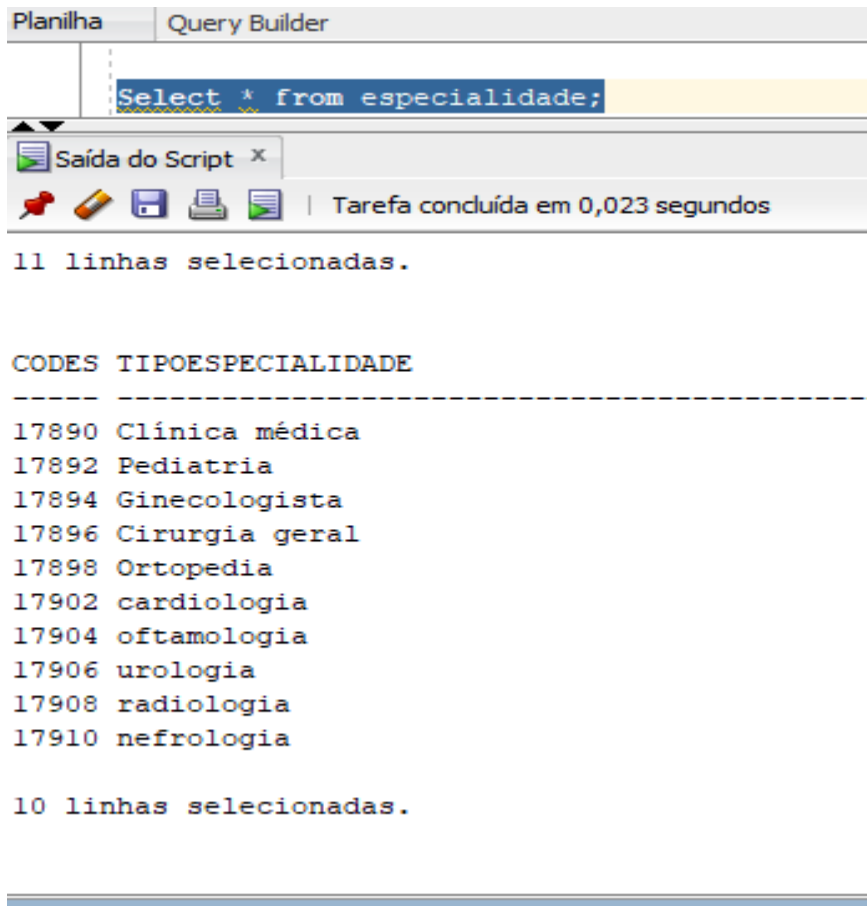 Planilha Query Builder
Select * from especialidade;
Saída do Script x
| Tarefa concluída em 0,023 segundos
11 linhas selecionadas.
CODES TIPOESPECIALIDADE
----- -------------------------------------------
17890 Clínica médica
17892 Pediatria
17894 Ginecologista
17896 Cirurgia geral
17898 Ortopedia
17902 cardiologia
17904 oftamologia
17906 urologia
17908 radiologia
17910 nefrologia
10 linhas selecionadas.